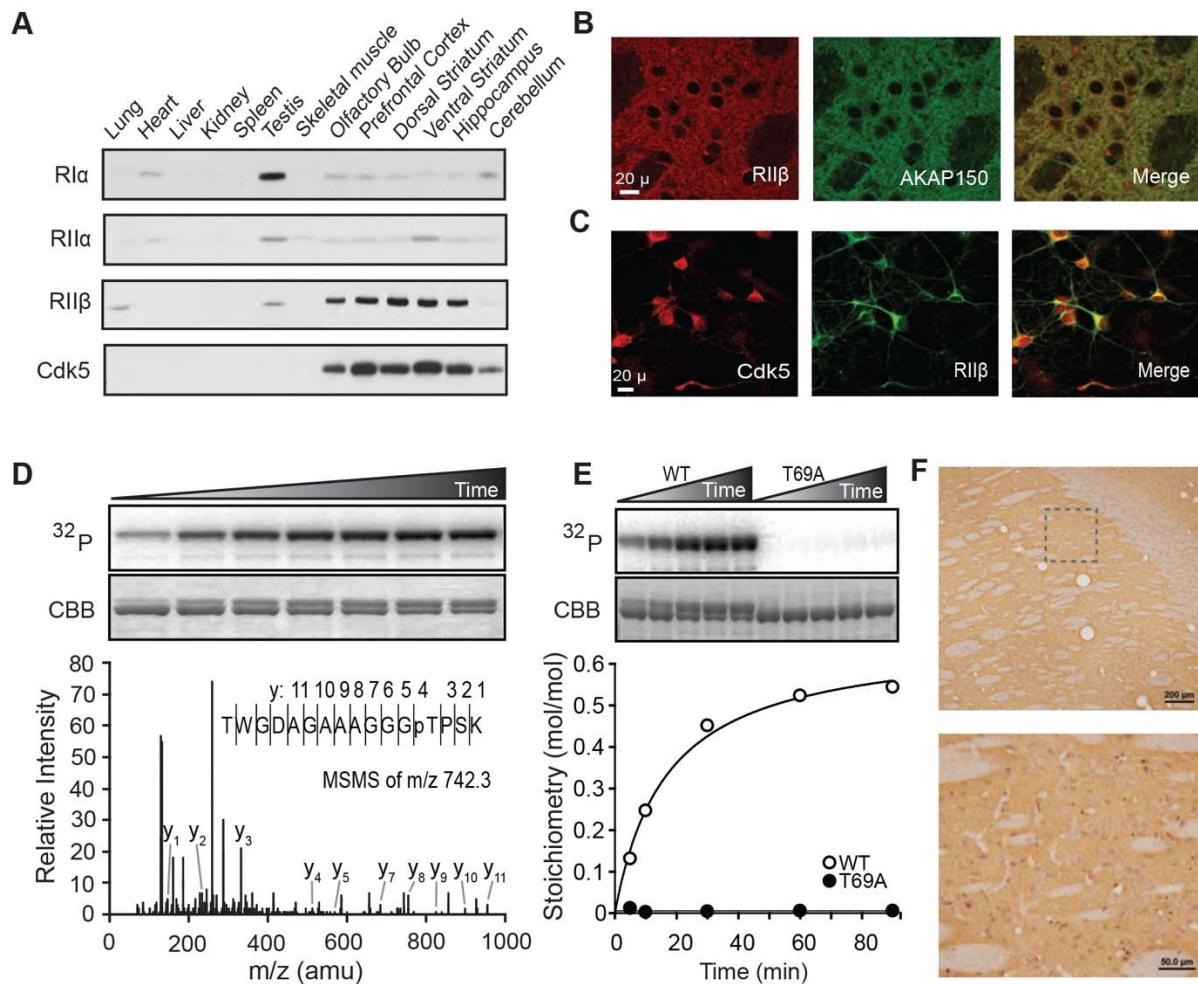 A
Lung
Heart
Liver
Kidney
Spleen
Testis
Skeletal muscle
Olfactory Bulb
Prefrontal Cortex
Dorsal Striatum
Ventral Striatum
Hippocampus
Cerebellum
RIα
RIIα
RIIβ
Cdk5
B
20 μ
RIIβ
AKAP150
Merge
C
20 μ
Cdk5
RIIβ
Merge
D
Time
32P
CBB
80
70
60
50
40
30
20
10
0
Relative Intensity
y: 11 10 9 8 7 6 5 4 3 2 1
TWGDAGAAAGGGpTPSK
MSMS of m/z 742.3
y1 y2 y3 y4 y5 y7 y8 y9 y10 y11
0 200 400 600 800 1000
m/z (amu)
E
WT Time T69A Time
32P
CBB
0.6
0.5
0.4
0.3
0.2
0.1
0
Stoichiometry (mol/mol)
WT
T69A
0 20 40 60 80
Time (min)
F
200 μm
50.0 μm